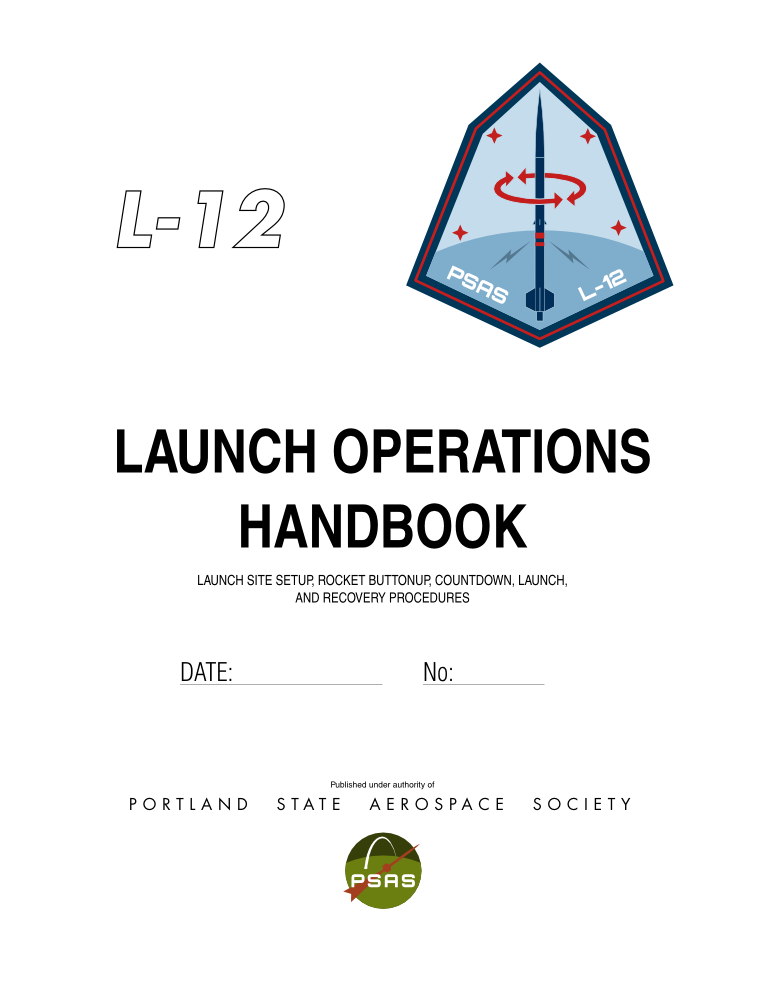 L-12
PSAS
L-12
LAUNCH OPERATIONS
HANDBOOK
LAUNCH SITE SETUP, ROCKET BUTTONUP, COUNTDOWN, LAUNCH,
AND RECOVERY PROCEDURES
DATE: No:
Published under authority of
PORTLAND STATE AEROSPACE SOCIETY
PSAS